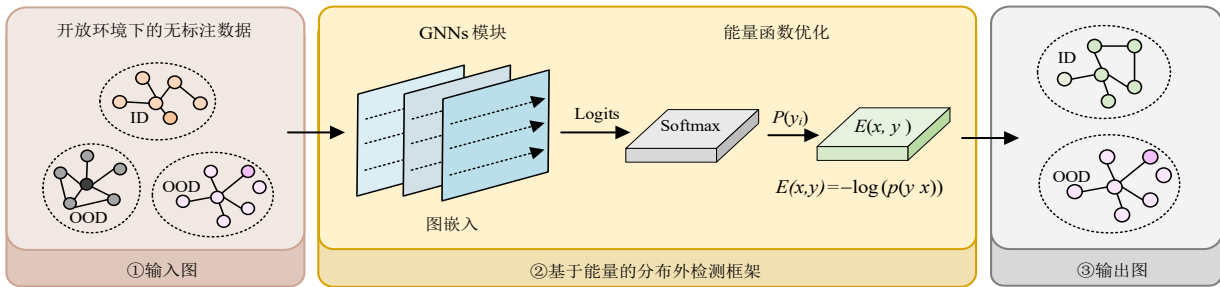 开放环境下的无标注数据
ID
OOD
OOD
①输入图
GNNs 模块
能量函数优化
Logits
Softmax
P(yᵢ)
E(x, y )
E(x,y)=−log(p(y x))
图嵌入
②基于能量的分布外检测框架
ID
OOD
③输出图